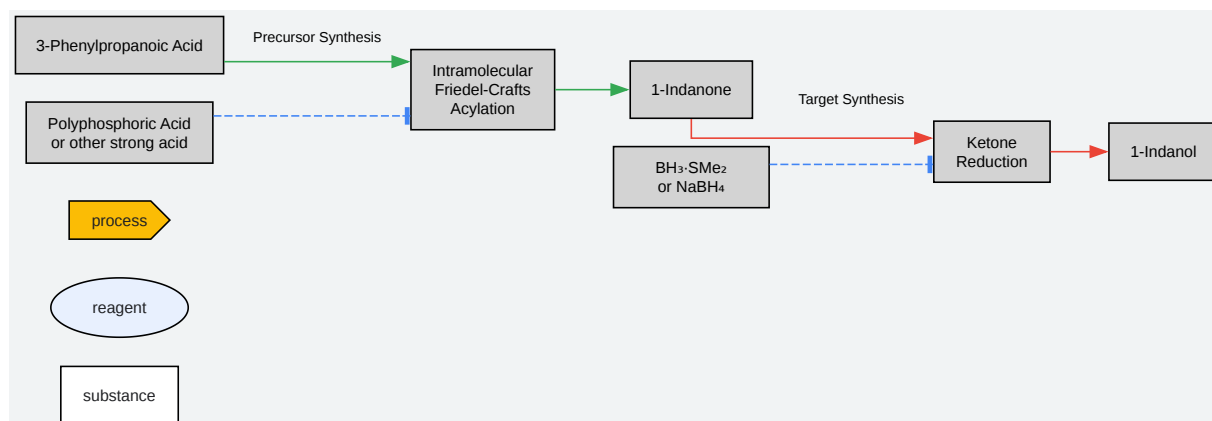 3-Phenylpropanoic Acid
Precursor Synthesis
Intramolecular
Friedel-Crafts
Acylation
Polyphosphoric Acid
or other strong acid
1-Indanone
Target Synthesis
BH₃·SMe₂
or NaBH₄
Ketone
Reduction
1-Indanol
process
reagent
substance